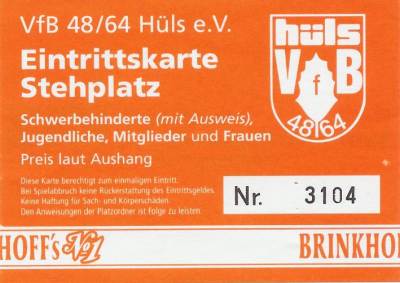 VfB 48/64 Hüls e.V.
Eintrittskarte
Stehplatz
Schwerbehinderte (mit Ausweis),
Jugendliche, Mitglieder und Frauen
Preis laut Aushang
Diese Karte berechtigt zum einmaligen Eintritt.
Bei Spielabbruch keine Rückerstattung des Eintrittsgeldes.
Keine Haftung für Sach- und Körperschäden.
Den Anweisungen der Platzordner ist folge zu leisten.
hüls
VfB
48/64
Nr. 3104
HOFF's No1 BRINKHO